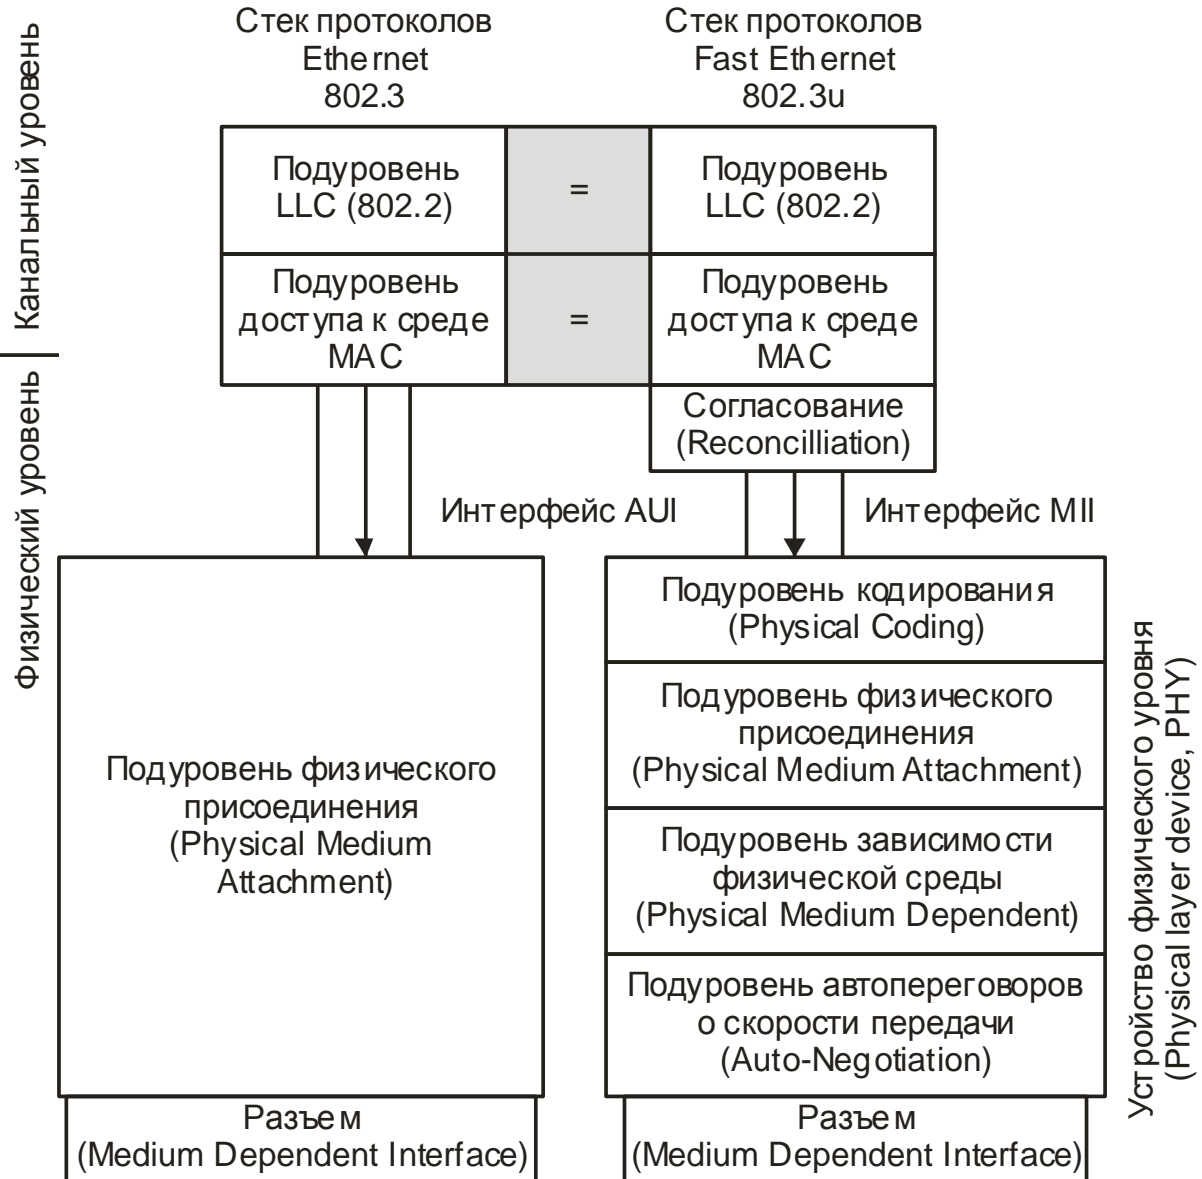 Стек протоколов
Ethernet
802.3
Стек протоколов
Fast Ethernet
802.3u
Канальный уровень
Физический уровень
Подуровень
LLC (802.2)
=
Подуровень
LLC (802.2)
Подуровень
доступа к среде
MAC
=
Подуровень
доступа к среде
MAC
Согласование
(Reconcilliation)
Интерфейс AUI
Интерфейс MII
Подуровень физического
присоединения
(Physical Medium
Attachment)
Подуровень кодирования
(Physical Coding)
Подуровень физического
присоединения
(Physical Medium Attachment)
Подуровень зависимости
физической среды
(Physical Medium Dependent)
Подуровень автопереговоров
о скорости передачи
(Auto-Negotiation)
Устройство физического уровня
(Physical layer device, PHY)
Разъем
(Medium Dependent Interface)
Разъем
(Medium Dependent Interface)